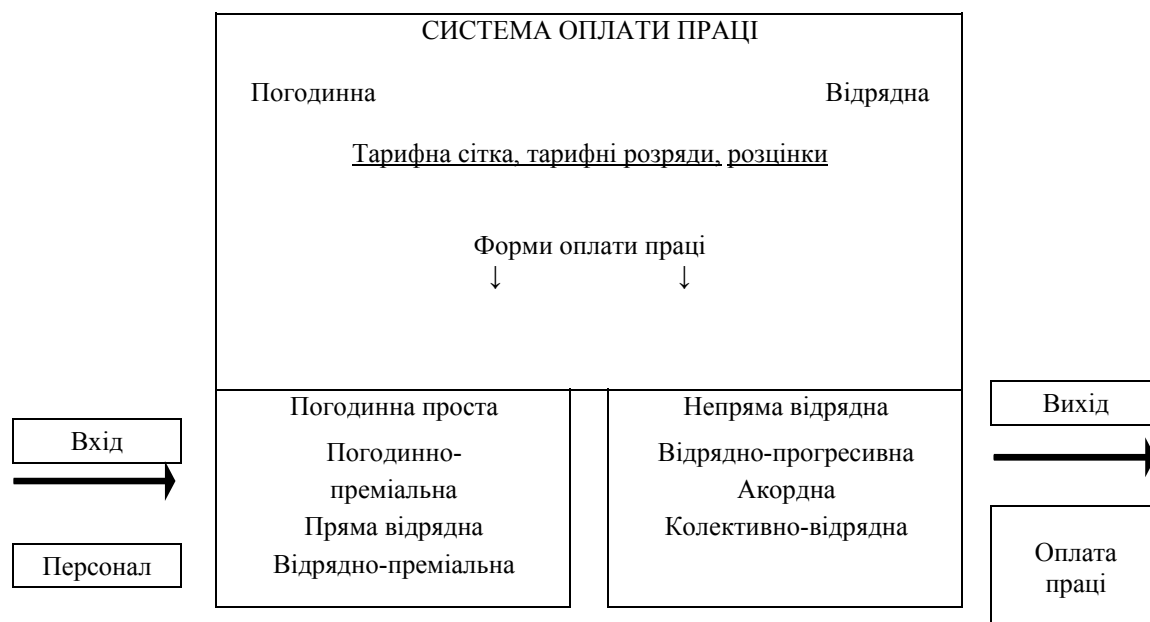 СИСТЕМА ОПЛАТИ ПРАЦІ
Погодинна
Відрядна
Тарифна сітка, тарифні розряди, розцінки
Форми оплати праці
↓ ↓
Вхід
Персонал
Погодинна проста
Погодинно-
преміальна
Пряма відрядна
Відрядно-преміальна
Непряма відрядна
Відрядно-прогресивна
Акордна
Колективно-відрядна
Вихід
Оплата
праці